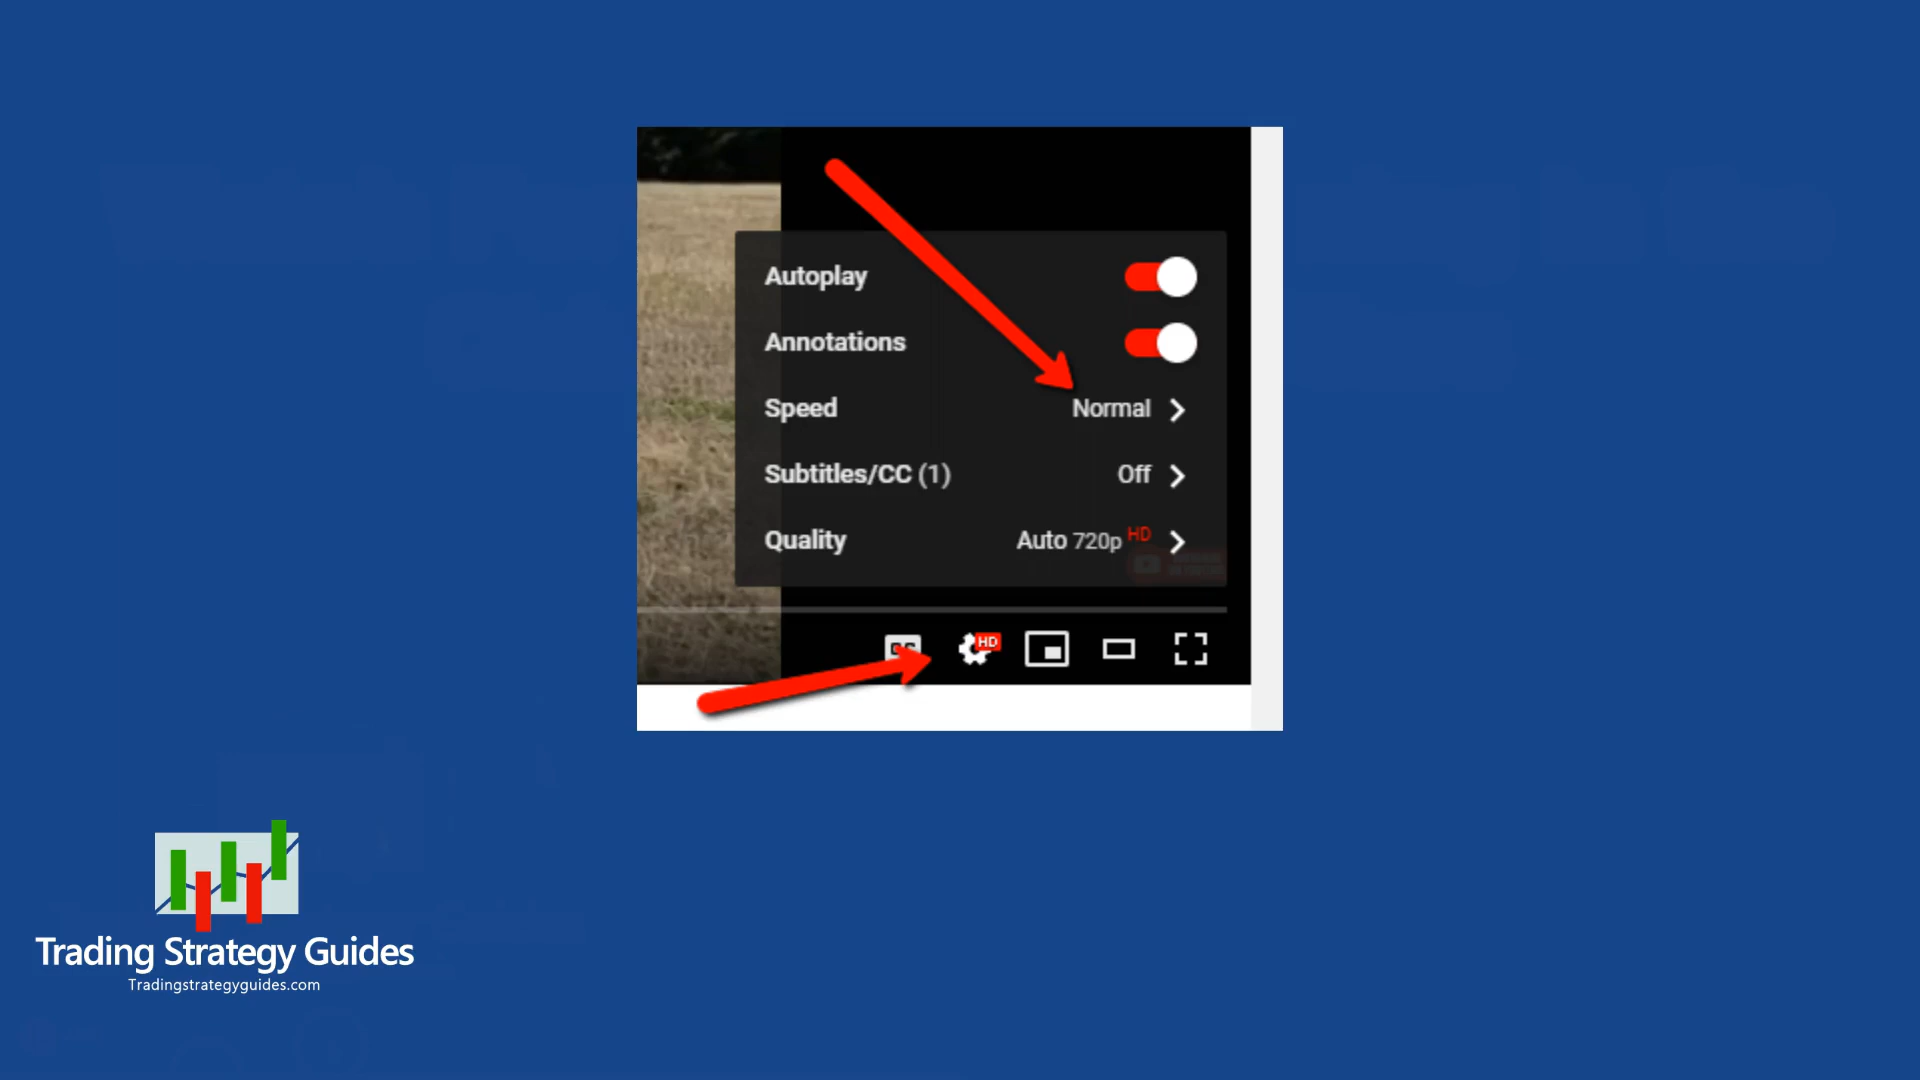 Autoplay
Annotations
Speed Normal
Subtitles/CC (1) Off
Quality Auto 720p HD
HD
Trading Strategy Guides
Tradingstrategyguides.com